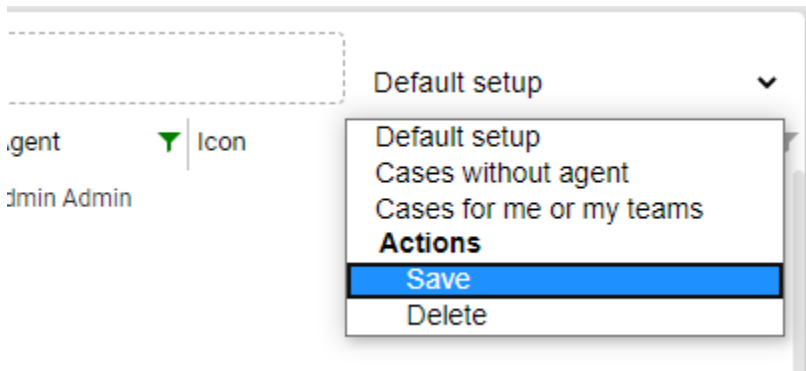 Default setup
gent Icon
dmin Admin
Default setup
Cases without agent
Cases for me or my teams
Actions
Save
Delete